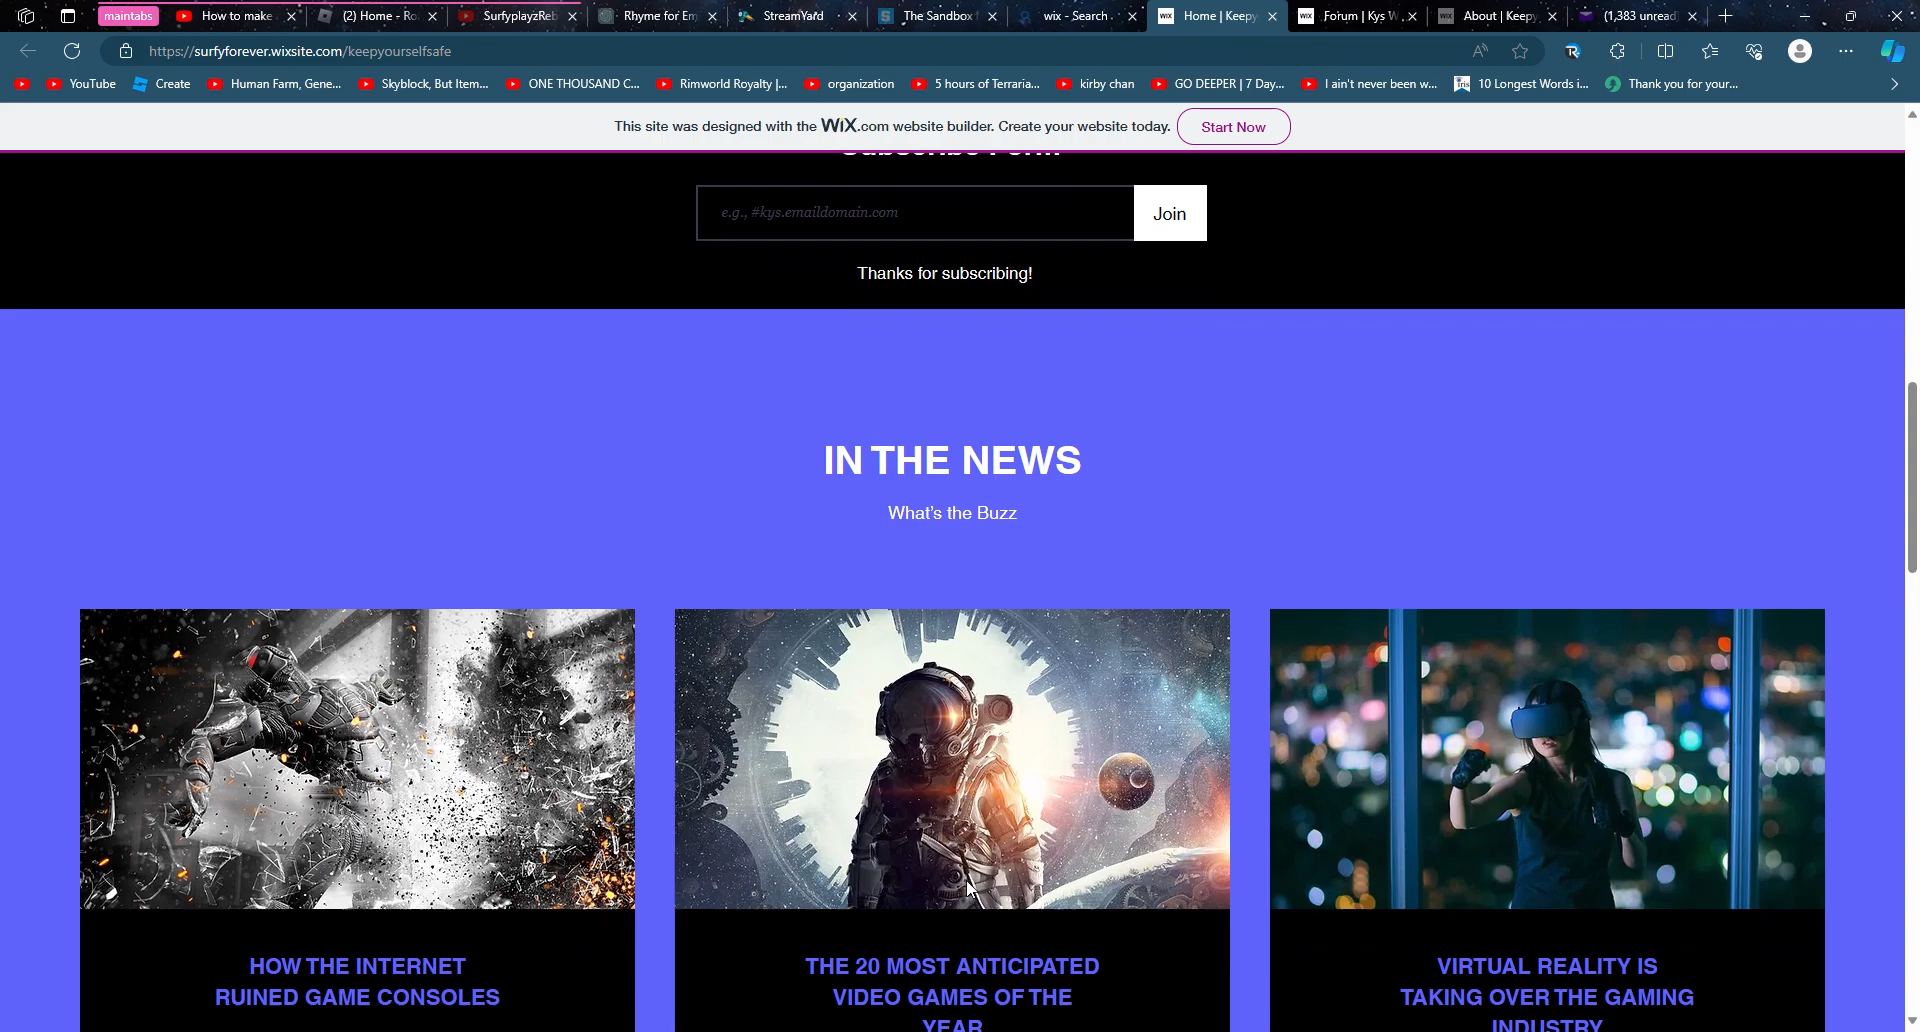 maintabs
How to make
(2) Home - Ro
SurfyplayzReb
Rhyme for Em
StreamYard
The Sandbox
wix - Search
Home | Keepy
Forum | Kys W
About | Keepy
(1,383 unread
https://surfyforever.wixsite.com/keepyourselfsafe
YouTube
Create
Human Farm, Gene...
Skyblock, But Item...
ONE THOUSAND C...
Rimworld Royalty |...
organization
5 hours of Terraria...
kirby chan
GO DEEPER | 7 Day...
I ain't never been w...
10 Longest Words i...
Thank you for your...
This site was designed with the WiX.com website builder. Create your website today.
Start Now
e.g., #kys.emaildomain.com
Join
Thanks for subscribing!
IN THE NEWS
What's the Buzz
HOW THE INTERNET
RUINED GAME CONSOLES
THE 20 MOST ANTICIPATED
VIDEO GAMES OF THE
YEAR
VIRTUAL REALITY IS
TAKING OVER THE GAMING
INDUSTRY